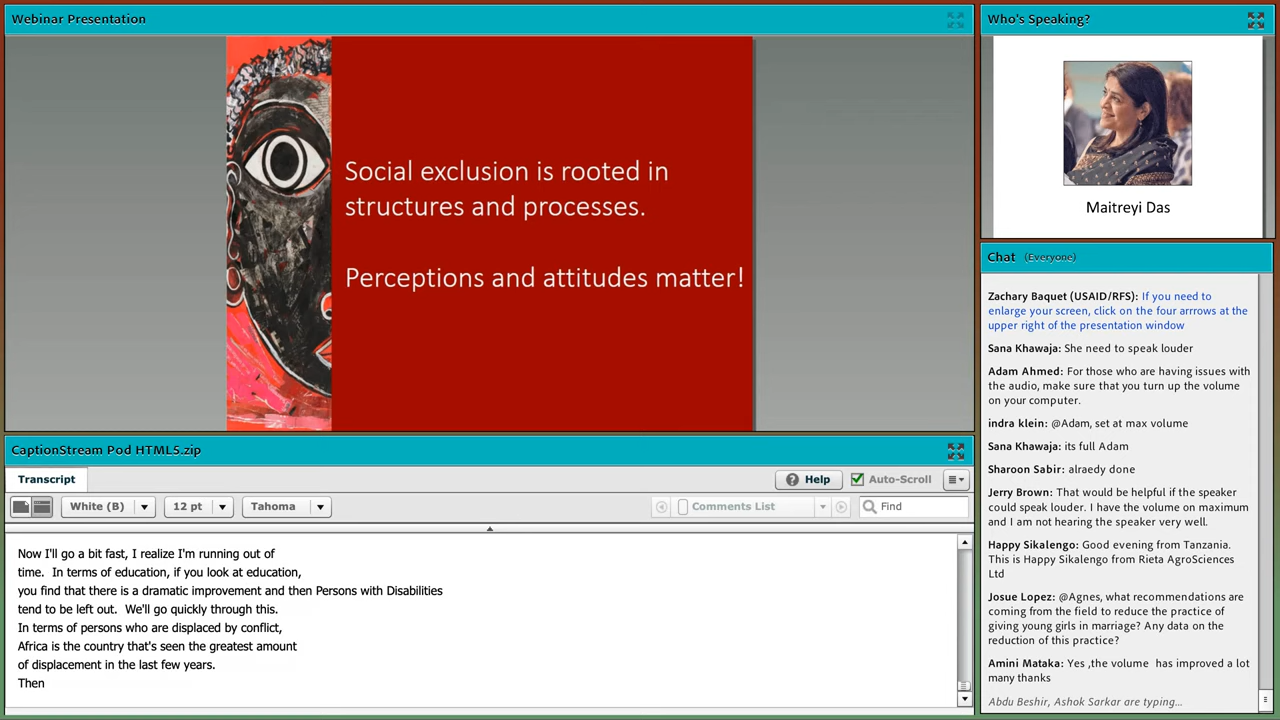 Webinar Presentation
Social exclusion is rooted in
structures and processes.
Perceptions and attitudes matter!
Who's Speaking?
Maitreyi Das
Chat (Everyone)
Zachary Baquet (USAID/RFS): If you need to
enlarge your screen, click on the four arrrows at the
upper right of the presentation window
Sana Khawaja: She need to speak louder
Adam Ahmed: For those who are having issues with
the audio, make sure that you turn up the volume
on your computer.
indra klein: @Adam, set at max volume
Sana Khawaja: its full Adam
Sharoon Sabir: alraedy done
Jerry Brown: That would be helpful if the speaker
could speak louder. I have the volume on maximum
and I am not hearing the speaker very well.
Happy Sikalengo: Good evening from Tanzania.
This is Happy Sikalengo from Rieta AgroSciences
Ltd
Josue Lopez: @Agnes, what recommendations are
coming from the field to reduce the practice of
giving young girls in marriage? Any data on the
reduction of this practice?
Amini Mataka: Yes ,the volume has improved a lot
many thanks
Abdu Beshir, Ashok Sarkar are typing...
CaptionStream Pod HTML5.zip
Transcript
Help
Auto-Scroll
White (B)
12 pt
Tahoma
Comments List
Find
Now I'll go a bit fast, I realize I'm running out of
time. In terms of education, if you look at education,
you find that there is a dramatic improvement and then Persons with Disabilities
tend to be left out. We'll go quickly through this.
In terms of persons who are displaced by conflict,
Africa is the country that's seen the greatest amount
of displacement in the last few years.
Then